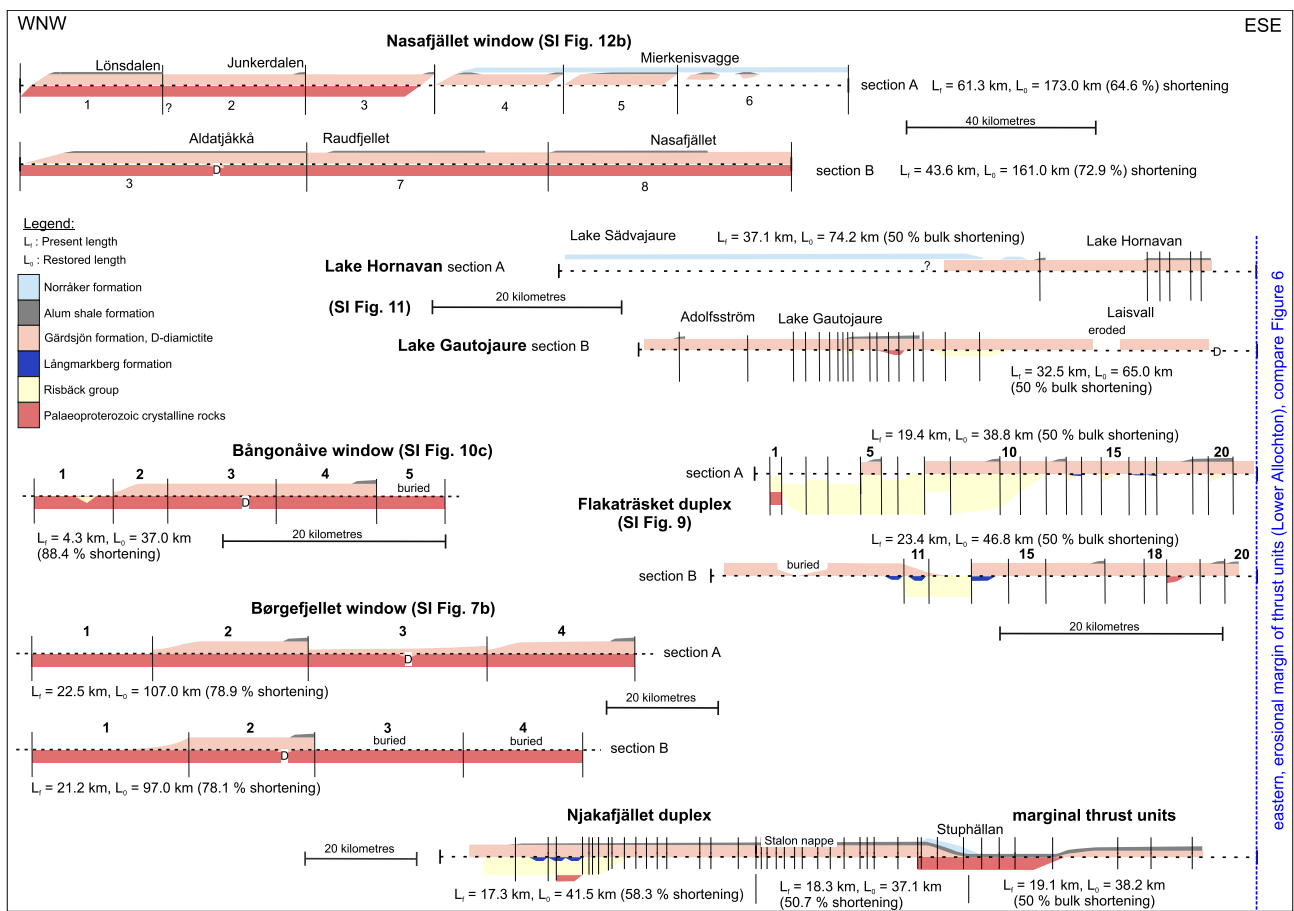 WNW
ESE
Nasafjället window (SI Fig. 12b)
Lönsdalen
Junkerdalen
Mierkenisvagge
section A
Lf = 61.3 km, L0 = 173.0 km (64.6 %) shortening
1
?
2
3
4
5
6
40 kilometres
Aldatjåkkå
Raudfjellet
Nasafjället
D
section B
Lf = 43.6 km, L0 = 161.0 km (72.9 %) shortening
3
7
8
Legend:
Lf : Present length
L0 : Restored length
Norråker formation
Alum shale formation
Gärdsjön formation, D-diamictite
Långmarkberg formation
Risbäck group
Palaeoproterozoic crystalline rocks
Lake Sädvajaure
Lf = 37.1 km, L0 = 74.2 km (50 % bulk shortening)
Lake Hornavan
Lake Hornavan section A
?
20 kilometres
(SI Fig. 11)
Adolfsström
Lake Gautojaure
Laisvall
eroded
Lake Gautojaure section B
D
Lf = 32.5 km, L0 = 65.0 km
(50 % bulk shortening)
eastern, erosional margin of thrust units (Lower Allochton), compare Figure 6
Bångonåive window (SI Fig. 10c)
1
2
3
4
5
buried
D
Lf = 4.3 km, L0 = 37.0 km
(88.4 % shortening)
20 kilometres
Lf = 19.4 km, L0 = 38.8 km (50 % bulk shortening)
1
5
10
15
20
section A
Flakaträsket duplex
(SI Fig. 9)
Lf = 23.4 km, L0 = 46.8 km (50 % bulk shortening)
section B
buried
11
15
18
20
20 kilometres
Børgefjellet window (SI Fig. 7b)
1
2
3
4
D
section A
Lf = 22.5 km, L0 = 107.0 km (78.9 % shortening)
20 kilometres
1
2
3
4
buried
buried
D
section B
Lf = 21.2 km, L0 = 97.0 km (78.1 % shortening)
Njakafjället duplex
marginal thrust units
Stuphällan
Stalon nappe
20 kilometres
Lf = 17.3 km, L0 = 41.5 km (58.3 % shortening)
Lf = 18.3 km, L0 = 37.1 km
(50.7 % shortening)
Lf = 19.1 km, L0 = 38.2 km
(50 % bulk shortening)